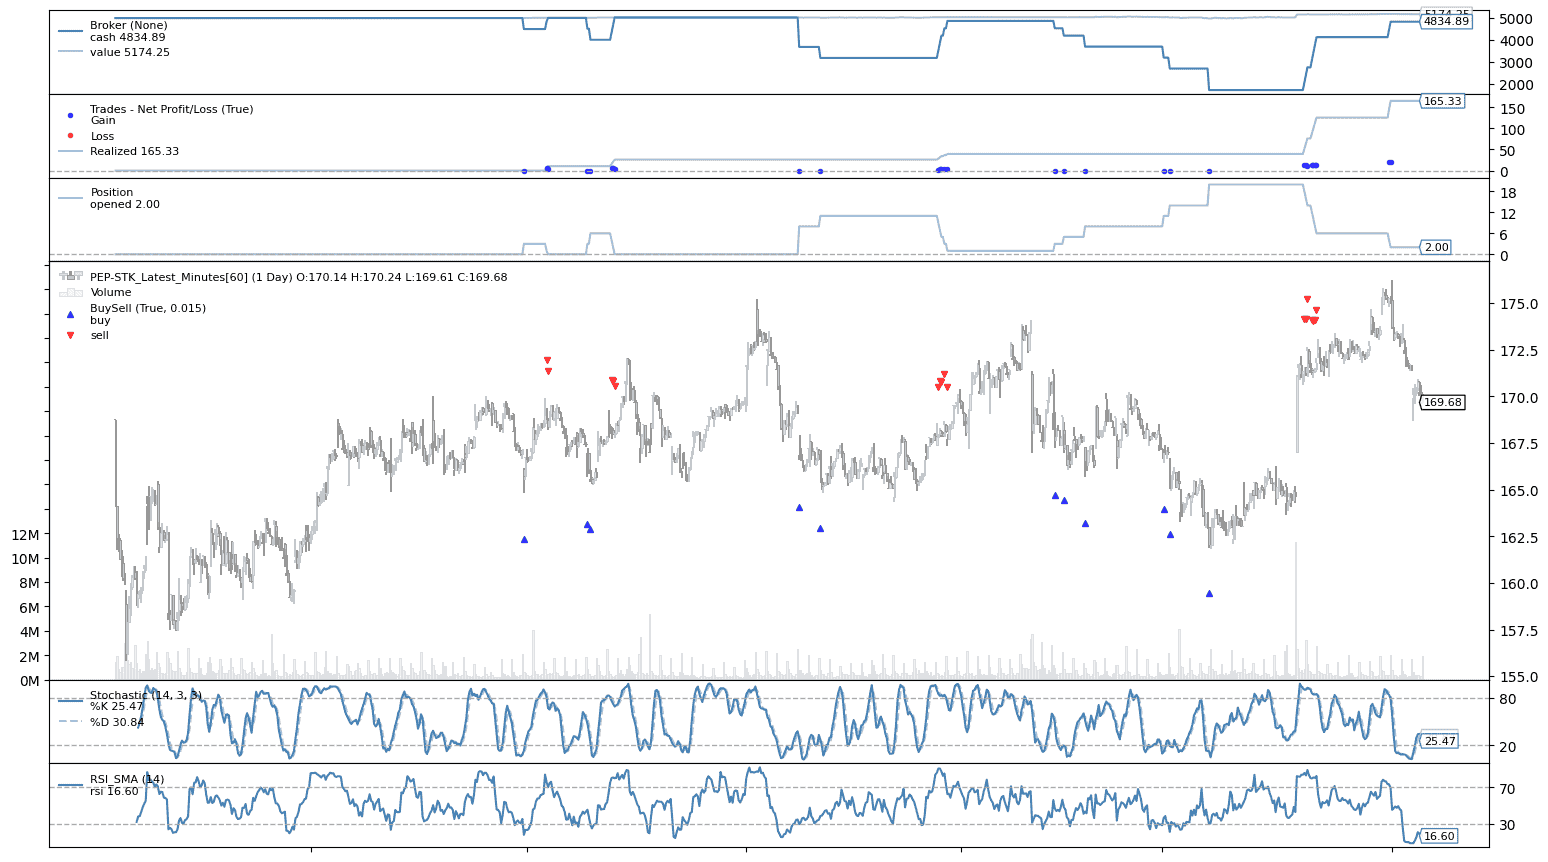 Broker (None)
cash 4834.89
value 5174.25
5174.25
4834.89
5000
4000
3000
2000
Trades - Net Profit/Loss (True)
Gain
Loss
Realized 165.33
165.33
150
100
50
0
Position
opened 2.00
2.00
18
12
6
0
PEP-STK_Latest_Minutes[60] (1 Day) O:170.14 H:170.24 L:169.61 C:169.68
Volume
BuySell (True, 0.015)
buy
sell
175.0
172.5
170.0
169.68
167.5
165.0
162.5
160.0
157.5
155.0
12M
10M
8M
6M
4M
2M
0M
Stochastic (14, 3, 3)
%K 25.47
%D 30.84
80
25.47
20
RSI_SMA (14)
rsi 16.60
70
30
16.60